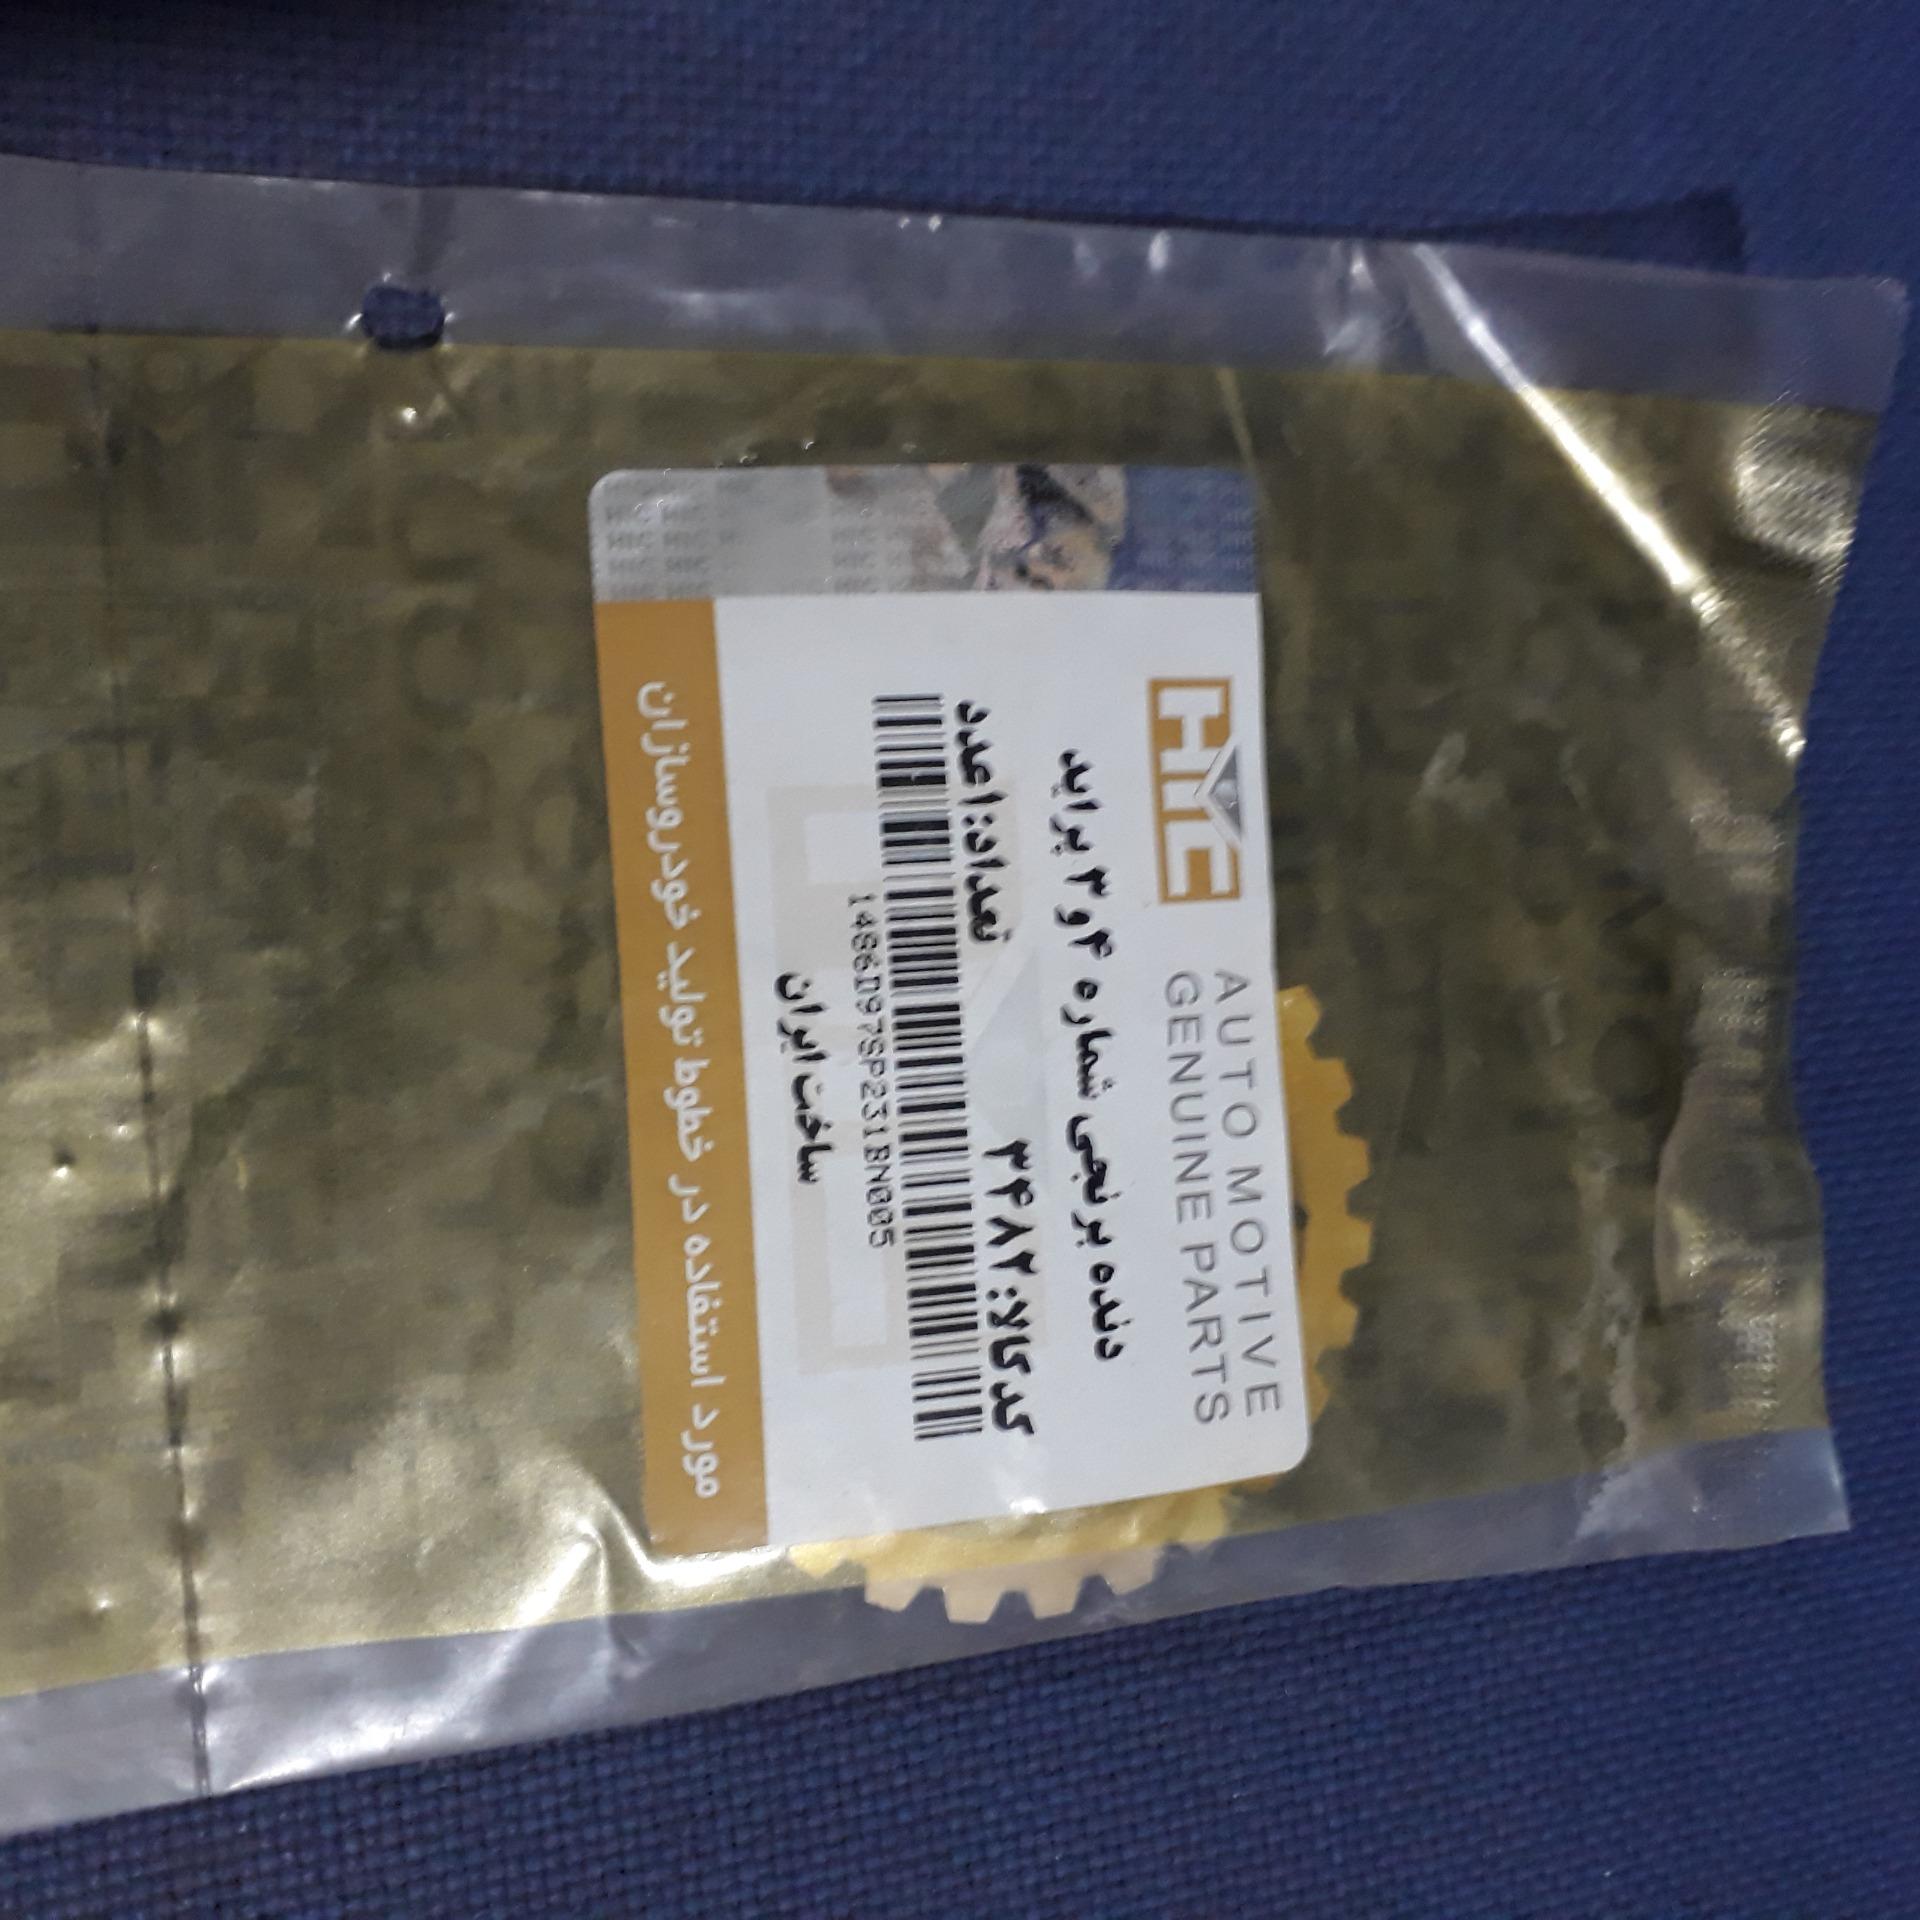 HIC
AUTO MOTIVE
GENUINE PARTS
دنده برنجی شماره ۴ و ۳ پراید
کد کالا: ۳۴۸۲
تعداد: ۱ عدد
1486D97SP231BN005
ساخت ایران
مورد استفاده در خطوط تولید خودروسازان